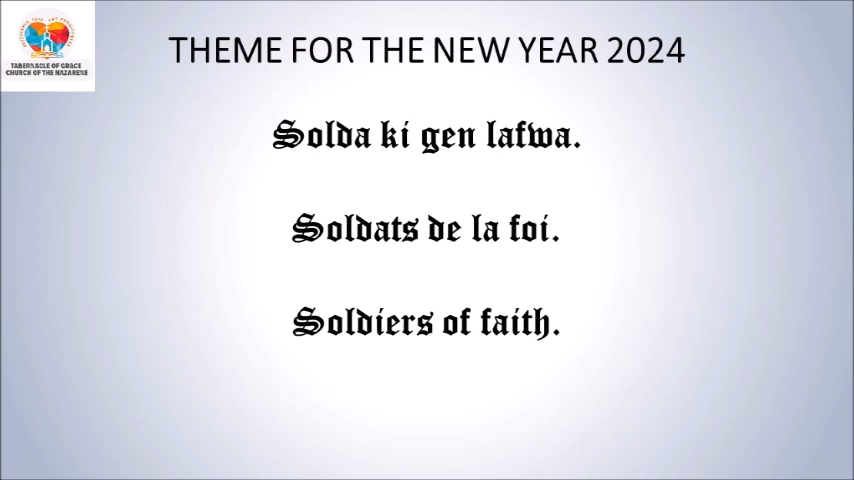 TABERNACLE OF GRACE
CHURCH OF THE NAZARENE
THEME FOR THE NEW YEAR 2024
Solda ki gen lafwa.
Soldats de la foi.
Soldiers of faith.